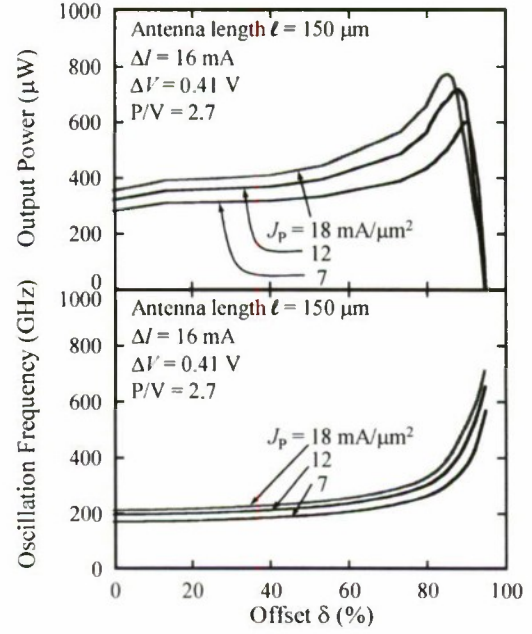 1000
800
600
400
200
0
Output Power (μW)
Antenna length ℓ = 150 μm
ΔI = 16 mA
ΔV = 0.41 V
P/V = 2.7
J_P = 18 mA/μm²
12
7
1000
800
600
400
200
0
Oscillation Frequency (GHz)
Antenna length ℓ = 150 μm
ΔI = 16 mA
ΔV = 0.41 V
P/V = 2.7
J_P = 18 mA/μm²
12
7
0 20 40 60 80 100
Offset δ (%)